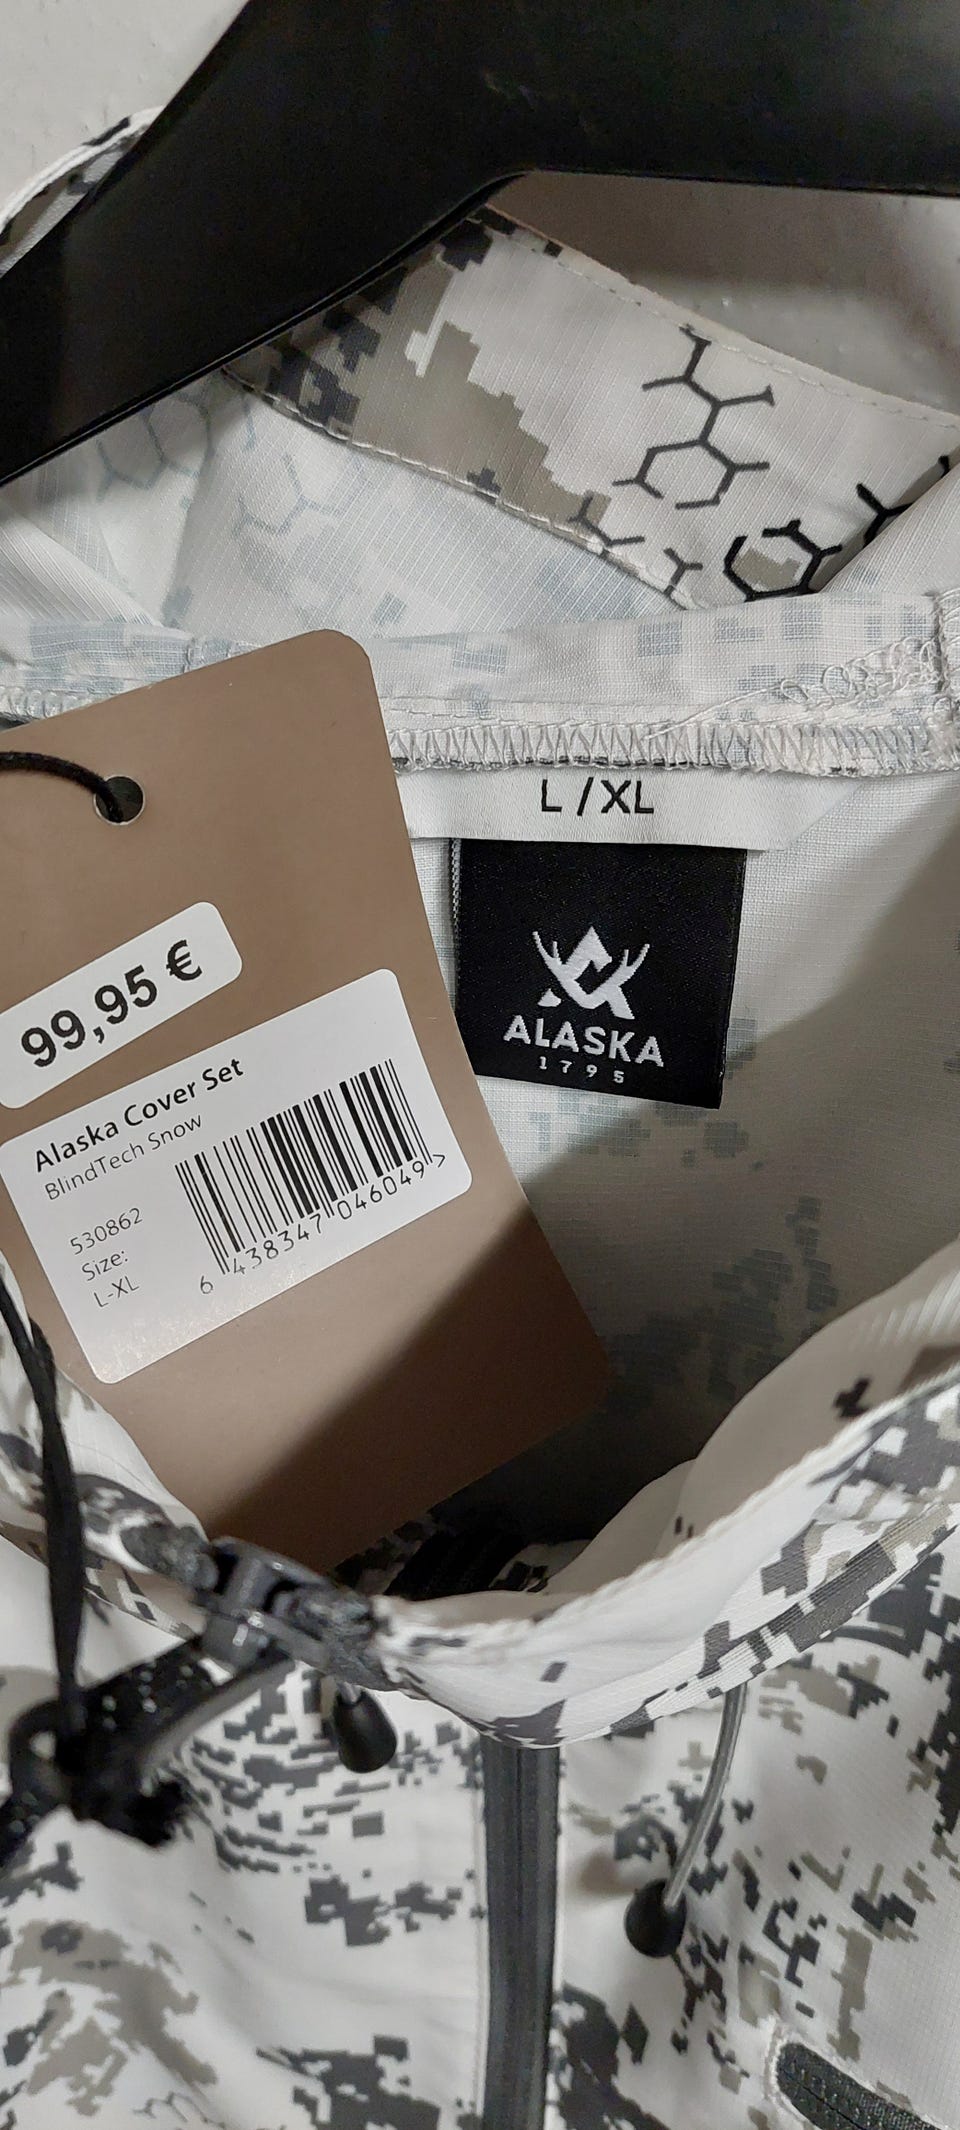 L / XL
ALASKA
1795
99,95 €
Alaska Cover Set
BlindTech Snow
530862
Size:
L-XL
6 438347 046049 >